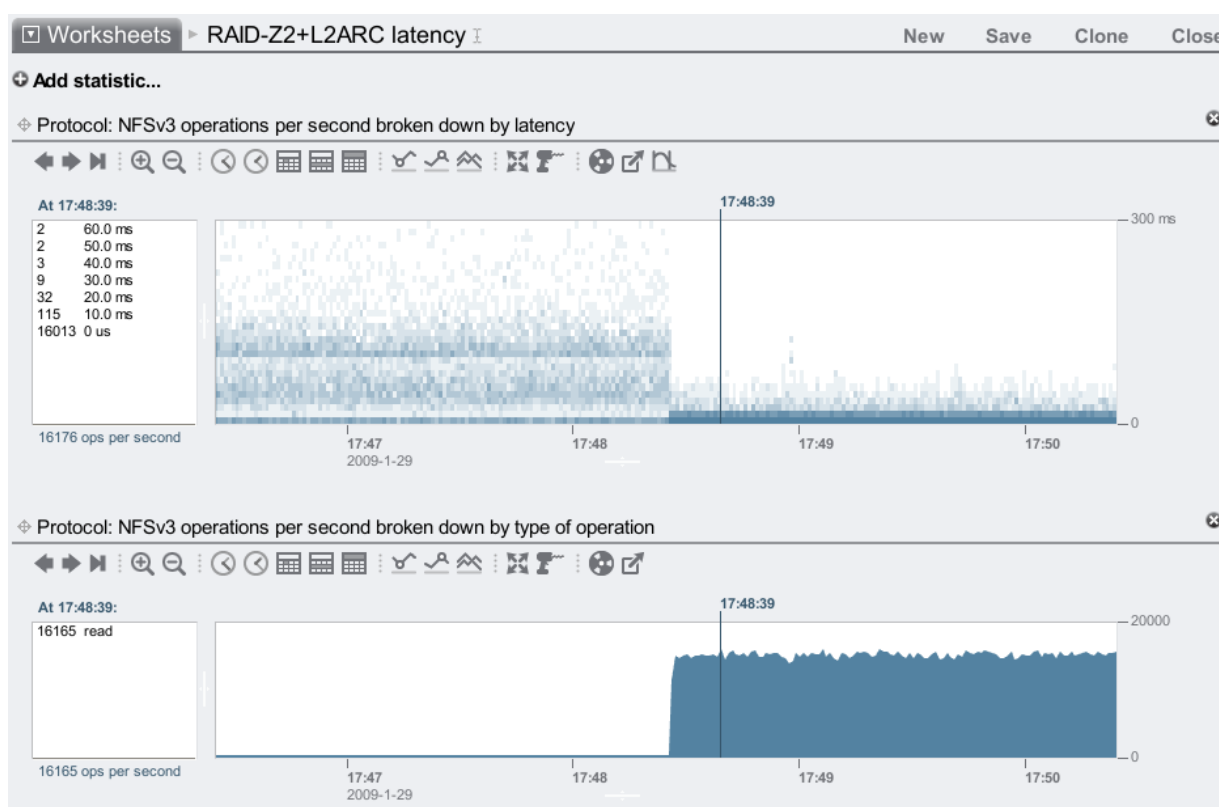 Worksheets RAID-Z2+L2ARC latency New Save Clone Close
Add statistic...
Protocol: NFSv3 operations per second broken down by latency
At 17:48:39: 17:48:39
300 ms
2 60.0 ms
2 50.0 ms
3 40.0 ms
9 30.0 ms
32 20.0 ms
115 10.0 ms
16013 0 us
0
16176 ops per second
17:47 17:48 17:49 17:50
2009-1-29
Protocol: NFSv3 operations per second broken down by type of operation
At 17:48:39: 17:48:39
20000
16165 read
0
16165 ops per second
17:47 17:48 17:49 17:50
2009-1-29